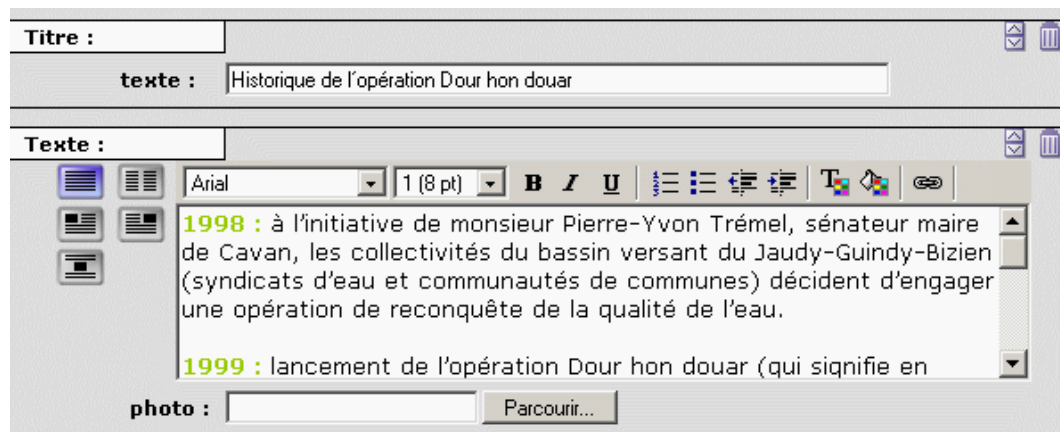 Titre :
texte : Historique de l'opération Dour hon douar
Texte :
Arial 1 (8 pt) B I U
1998 : à l'initiative de monsieur Pierre-Yvon Trémel, sénateur maire
de Cavan, les collectivités du bassin versant du Jaudy-Guindy-Bizien
(syndicats d'eau et communautés de communes) décident d'engager
une opération de reconquête de la qualité de l'eau.
1999 : lancement de l'opération Dour hon douar (qui signifie en
photo : Parcourir...